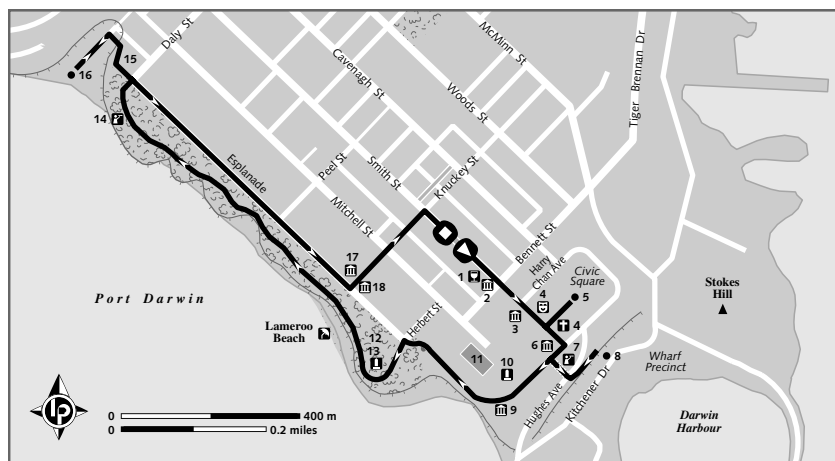 Daly St
McMinn St
Cavenagh St
Woods St
Tiger Brennan Dr
15
16
14
Esplanade
Peel St
Smith St
Knuckey St
Mitchell St
Bennett St
Harry
Chan Ave
Civic
Square
17
18
1
2
3
4
5
4
6
7
8
Stokes
Hill
Port Darwin
Lameroo
Beach
Herbert St
12
13
11
10
9
Hughes Ave
Kitchener Dr
Wharf
Precinct
Darwin
Harbour
lp
0 400 m
0 0.2 miles